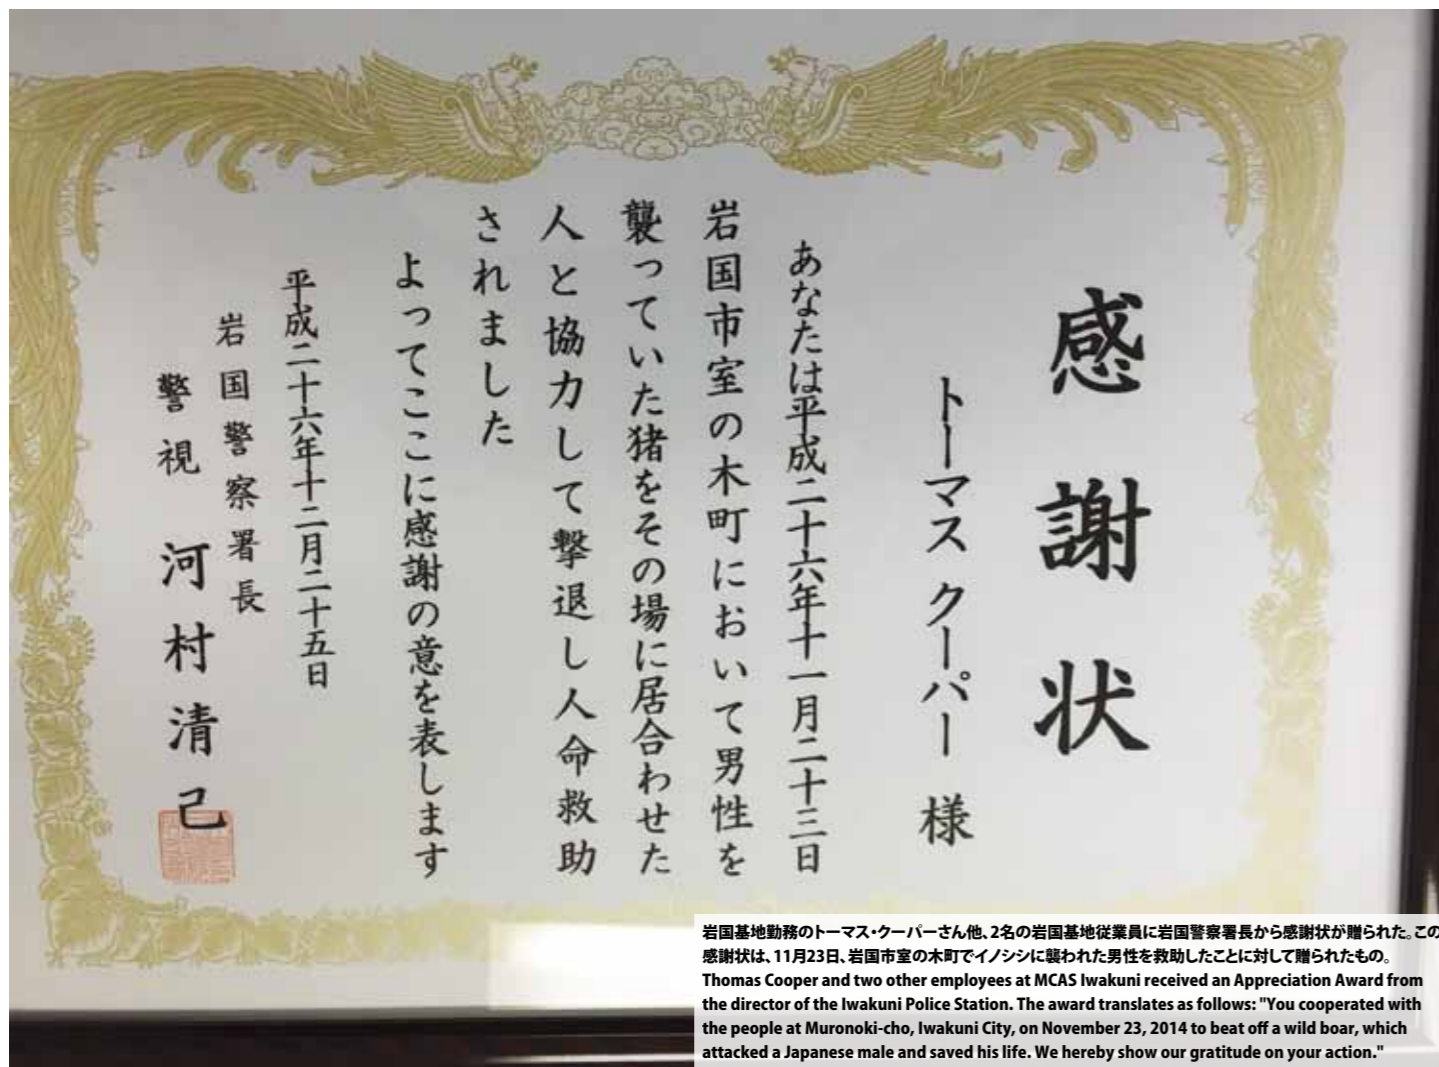 感謝状
トーマス クーパー 様
あなたは平成二十六年十一月二十三日
岩国市室の木町において男性を
襲っていた猪をその場に居合わせた
人と協力して撃退し人命救助
されました
よってここに感謝の意を表します
平成二十六年十二月二十五日
岩国警察署長
警視 河村清己
岩国基地勤務のトーマス・クーパーさん他、2名の岩国基地従業員に岩国警察署長から感謝状が贈られた。この
感謝状は、11月23日、岩国市室の木町でイノシシに襲われた男性を救助したことに対して贈られたもの。
Thomas Cooper and two other employees at MCAS Iwakuni received an Appreciation Award from
the director of the Iwakuni Police Station. The award translates as follows: "You cooperated with
the people at Muronoki-cho, Iwakuni City, on November 23, 2014 to beat off a wild boar, which
attacked a Japanese male and saved his life. We hereby show our gratitude on your action."